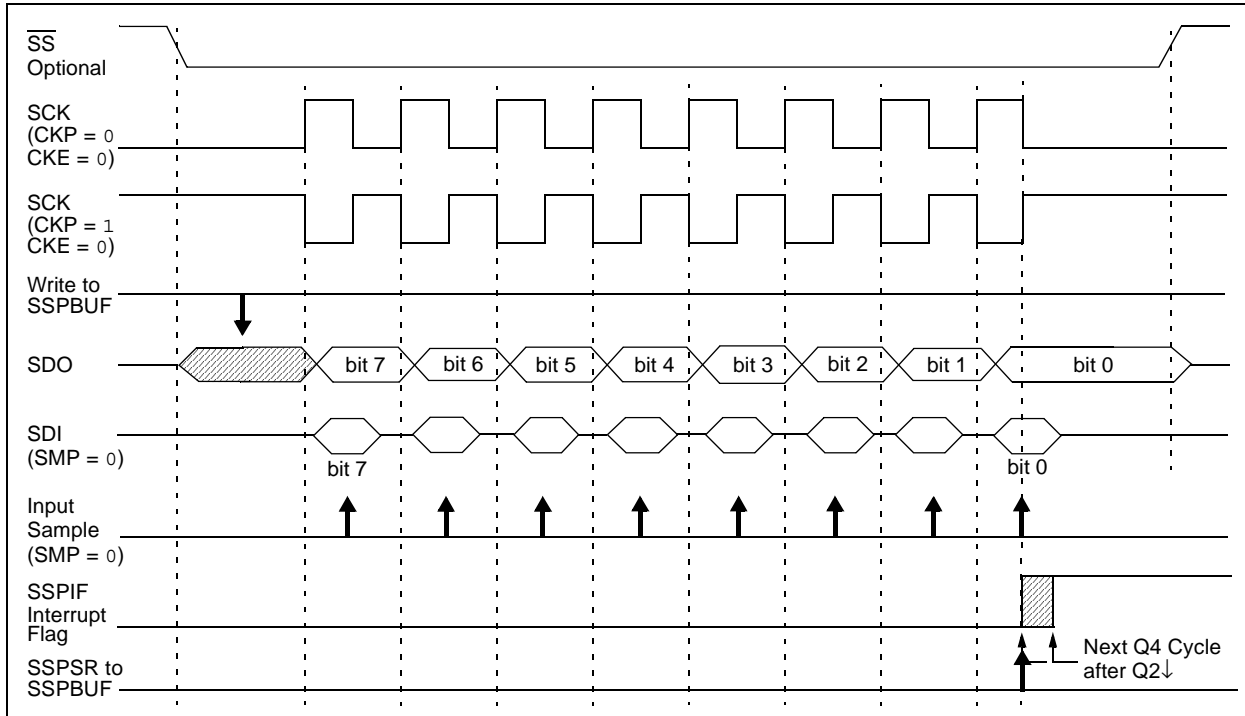 SS
Optional
SCK
(CKP = 0
CKE = 0)
SCK
(CKP = 1
CKE = 0)
Write to
SSPBUF
SDO
bit 7
bit 6
bit 5
bit 4
bit 3
bit 2
bit 1
bit 0
SDI
(SMP = 0)
bit 7
bit 0
Input
Sample
(SMP = 0)
SSPIF
Interrupt
Flag
Next Q4 Cycle
after Q2↓
SSPSR to
SSPBUF